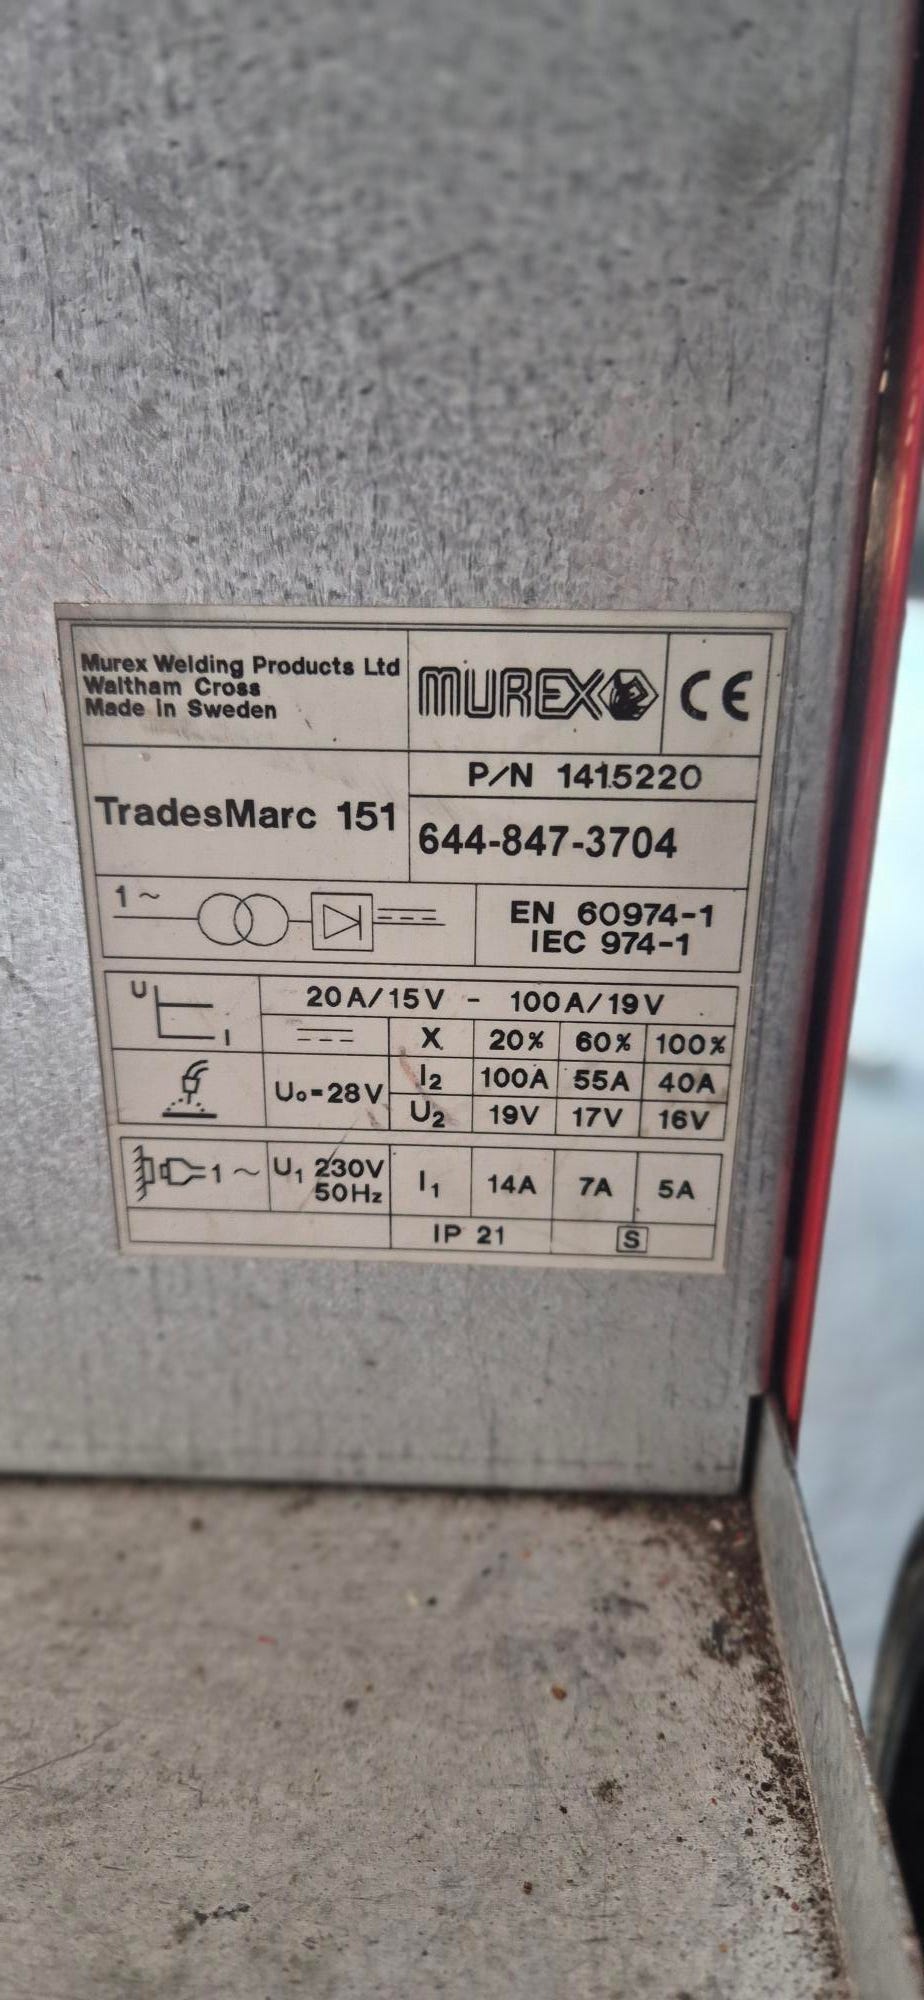 Murex Welding Products Ltd
Waltham Cross
Made in Sweden
MUREX
CE
TradesMarc 151
P/N 1415220
644-847-3704
1~
EN 60974-1
IEC 974-1
U
I
20A/15V - 100A/19V
X 20% 60% 100%
U₀=28V
I₂ 100A 55A 40A
U₂ 19V 17V 16V
1~
U₁ 230V
50Hz
I₁ 14A 7A 5A
IP 21
S